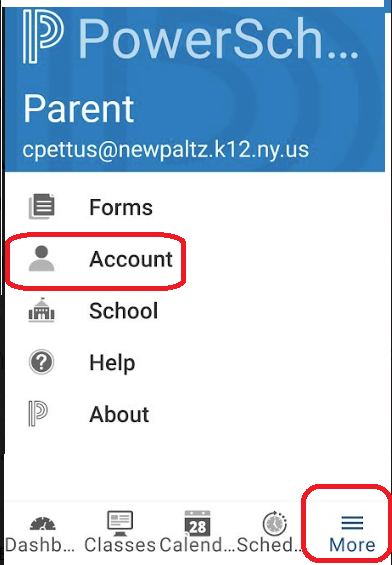 PowerSch...
Parent
cpettus@newpaltz.k12.ny.us
Forms
Account
School
Help
About
28
Dashb... Classes Calend... Sched... More